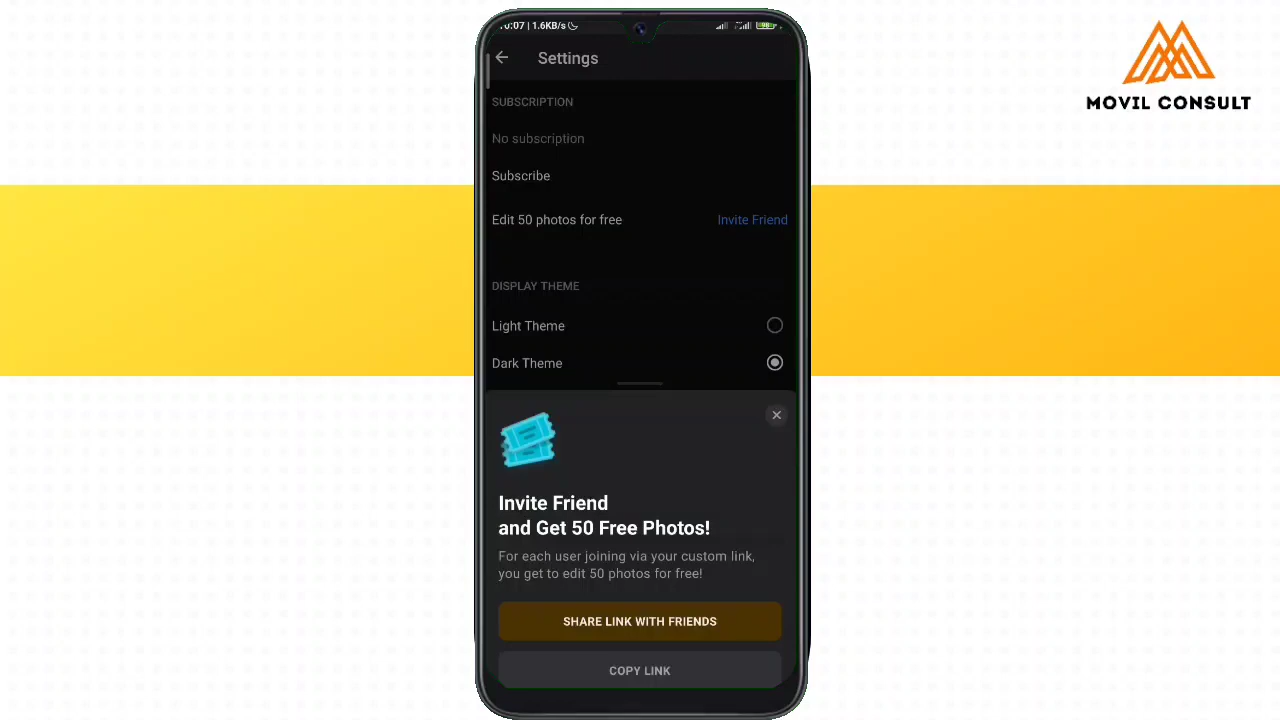 0:07 | 1.6KB/s
98
Settings
SUBSCRIPTION
No subscription
Subscribe
Edit 50 photos for free
Invite Friend
DISPLAY THEME
Light Theme
Dark Theme
Invite Friend
and Get 50 Free Photos!
For each user joining via your custom link,
you get to edit 50 photos for free!
SHARE LINK WITH FRIENDS
COPY LINK
MOVIL CONSULT